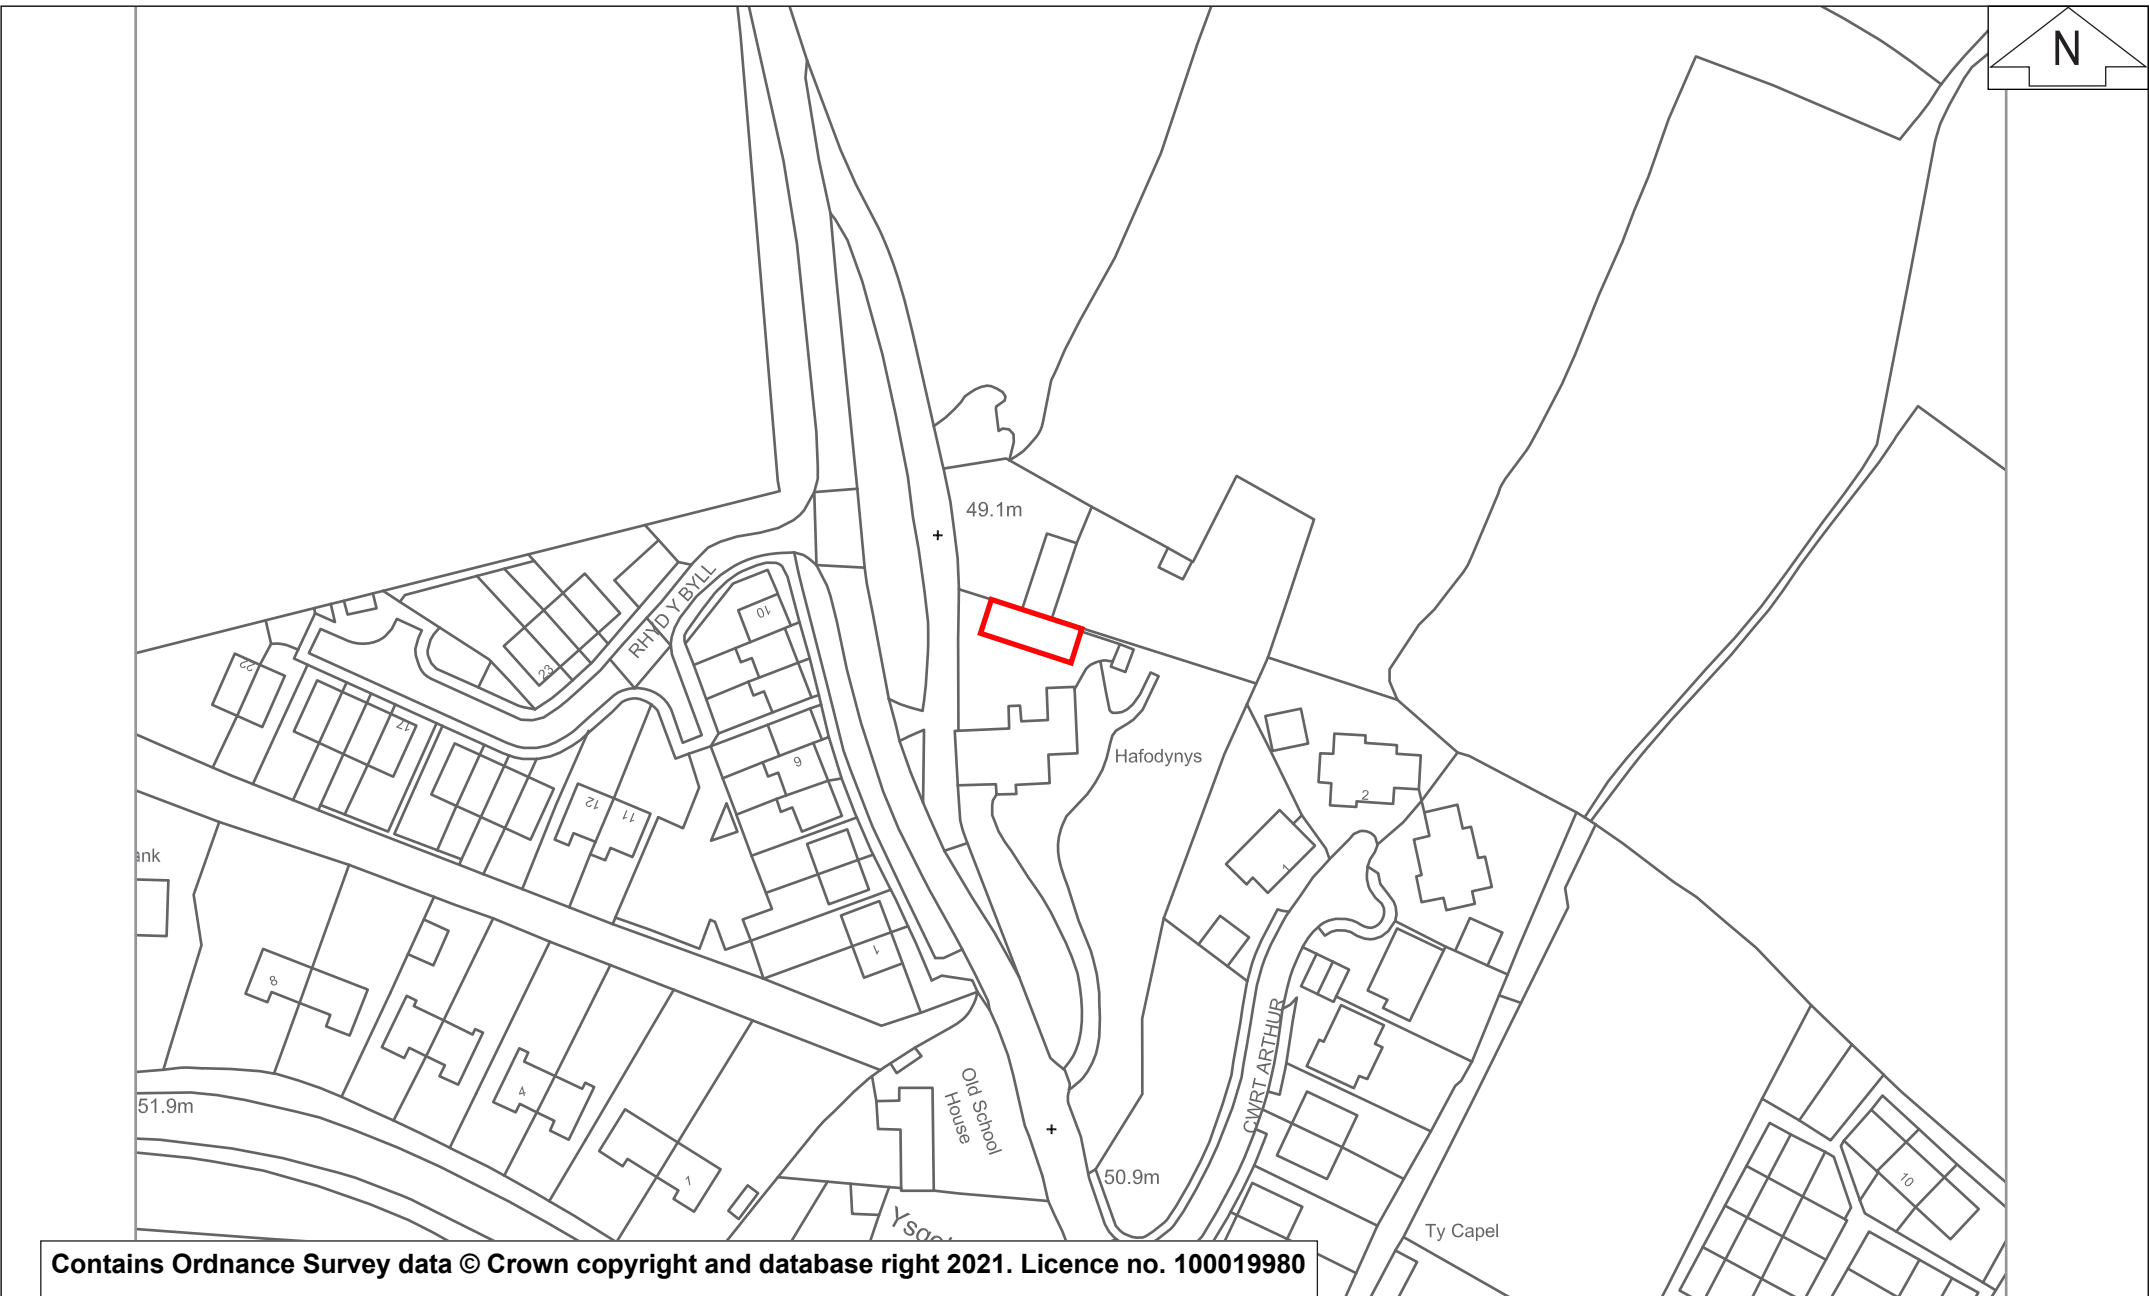 N
49.1m
RHYD Y BYLL
10
23
22
17
9
Hafodynys
2
12
11
1
ank
1
8
CWRT ARTHUR
Old School
House
4
51.9m
7
50.9m
10
Ty Capel
Contains Ordnance Survey data © Crown copyright and database right 2021. Licence no. 100019980